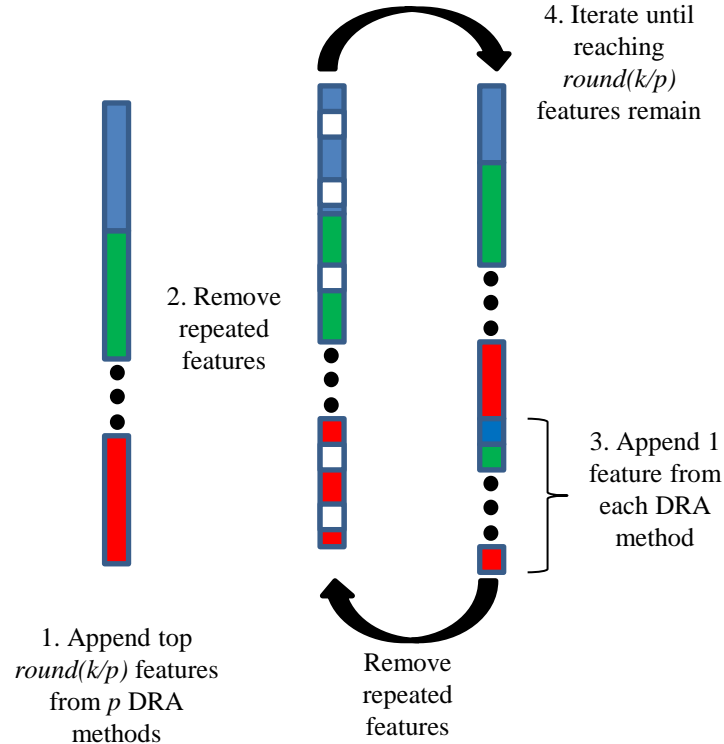 1. Append top
round(k/p) features
from p DRA
methods
2. Remove
repeated
features
3. Append 1
feature from
each DRA
method
4. Iterate until
reaching
round(k/p)
features remain
Remove
repeated
features